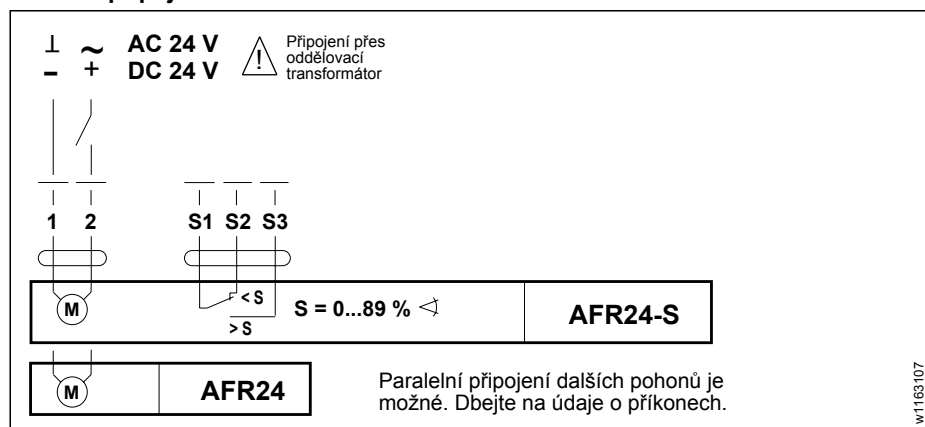 ⊥ ~ AC 24 V
– + DC 24 V
Připojení přes
oddělovací
transformátor
!
1 2 S1 S2 S3
M
< S
> S
S = 0...89 % ∢
AFR24-S
M
AFR24
Paralelní připojení dalších pohonů je
možné. Dbejte na údaje o příkonech.
w1163107